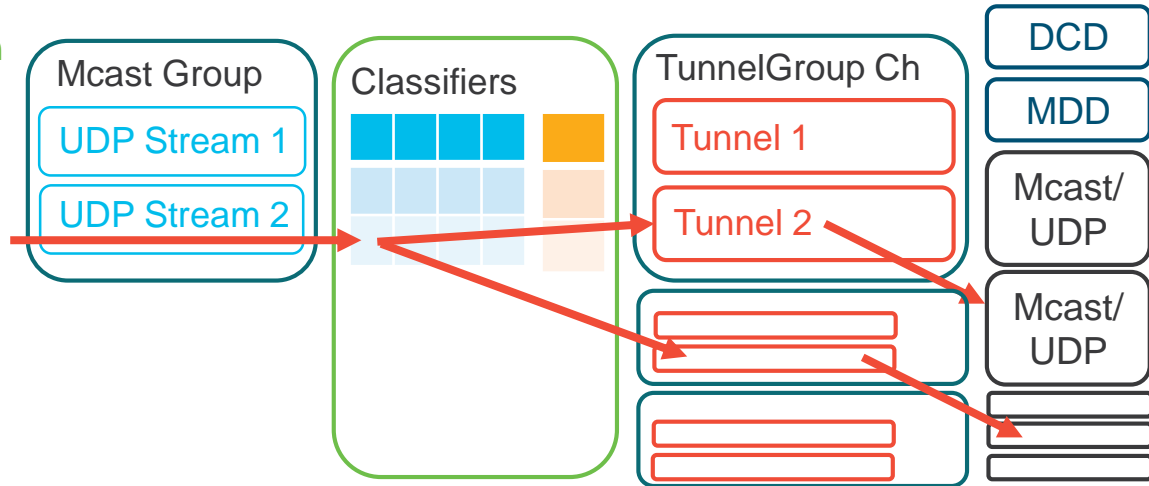 Mcast Group
UDP Stream 1
UDP Stream 2
Classifiers
TunnelGroup Ch
Tunnel 1
Tunnel 2
DCD
MDD
Mcast/
UDP
Mcast/
UDP